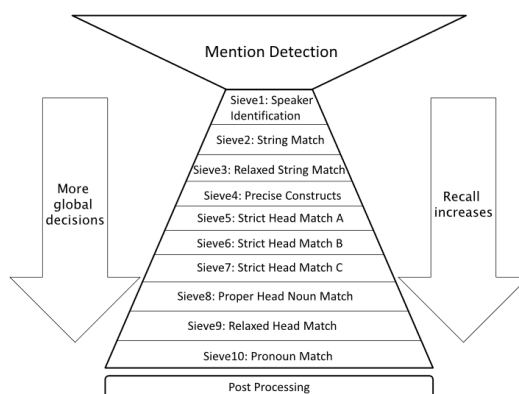 Mention Detection
Sieve1: Speaker
Identification
Sieve2: String Match
Sieve3: Relaxed String Match
Sieve4: Precise Constructs
Sieve5: Strict Head Match A
Sieve6: Strict Head Match B
Sieve7: Strict Head Match C
Sieve8: Proper Head Noun Match
Sieve9: Relaxed Head Match
Sieve10: Pronoun Match
Post Processing
More
global
decisions
Recall
increases